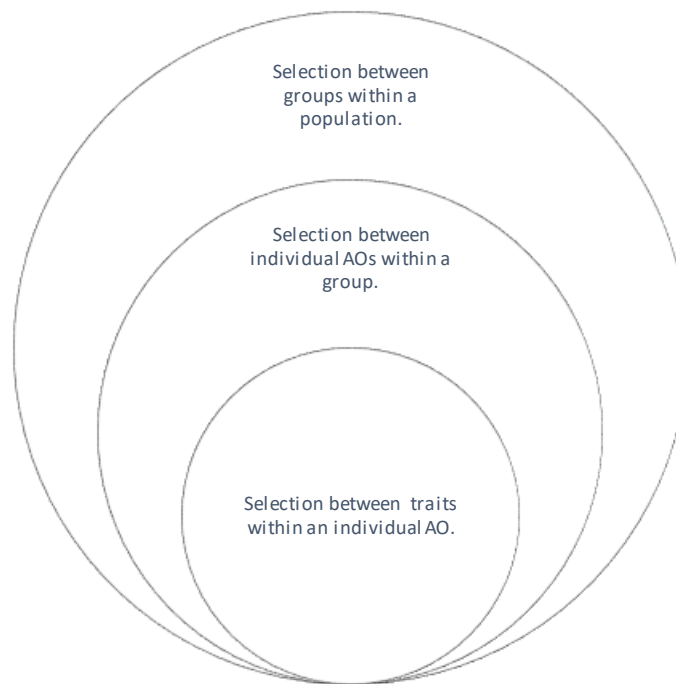 Selection between
groups within a
population.
Selection between
individual AOs within a
group.
Selection between traits
within an individual AO.